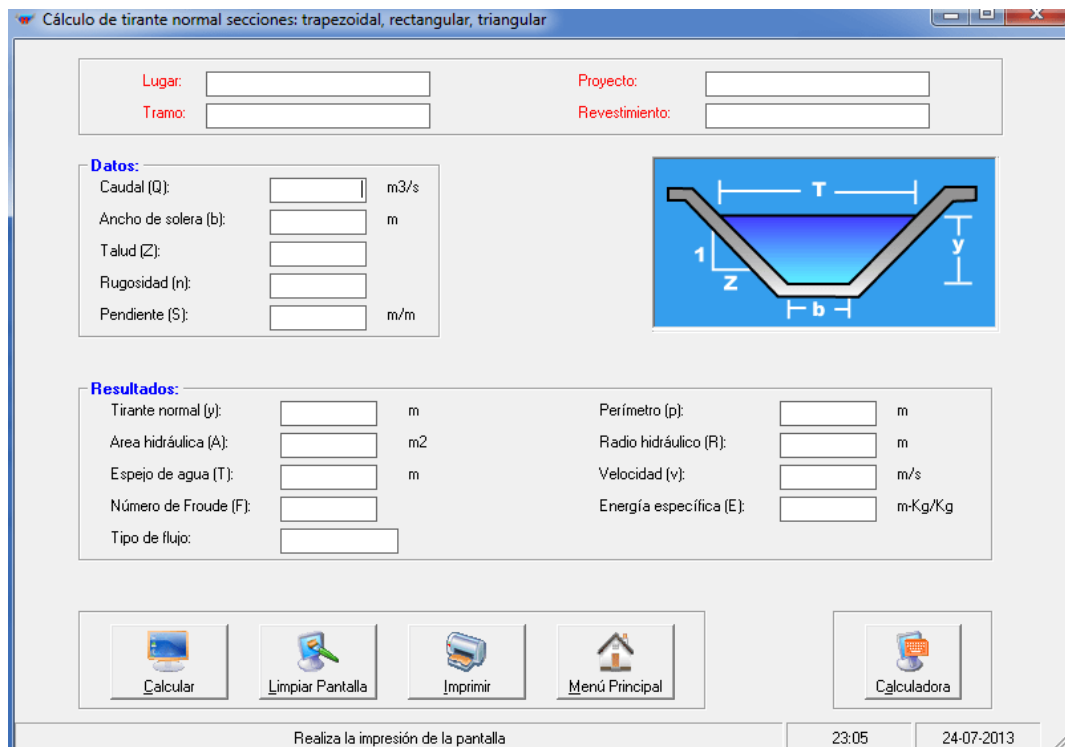 Cálculo de tirante normal secciones: trapezoidal, rectangular, triangular
Lugar:
Proyecto:
Tramo:
Revestimiento:
Datos:
Caudal (Q): m3/s
Ancho de solera (b): m
Talud (Z):
Rugosidad (n):
Pendiente (S): m/m
T
y
1
Z
b
Resultados:
Tirante normal (y): m Perímetro (p): m
Area hidráulica (A): m2 Radio hidráulico (R): m
Espejo de agua (T): m Velocidad (v): m/s
Número de Froude (F): Energía específica (E): m-Kg/Kg
Tipo de flujo:
Calcular Limpiar Pantalla Imprimir Menú Principal Calculadora
Realiza la impresión de la pantalla 23:05 24-07-2013